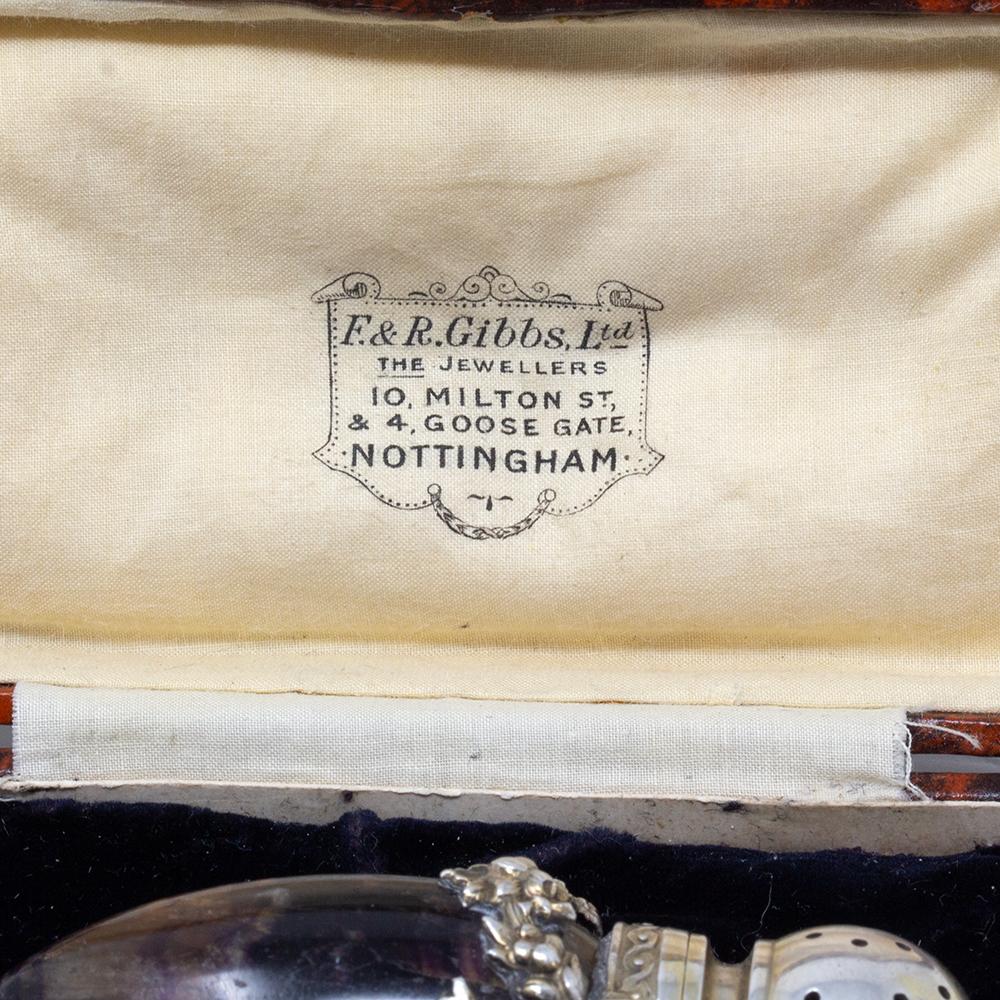 F. & R. Gibbs, Ltd
THE JEWELLERS
10, MILTON ST,
& 4, GOOSE GATE,
·NOTTINGHAM·